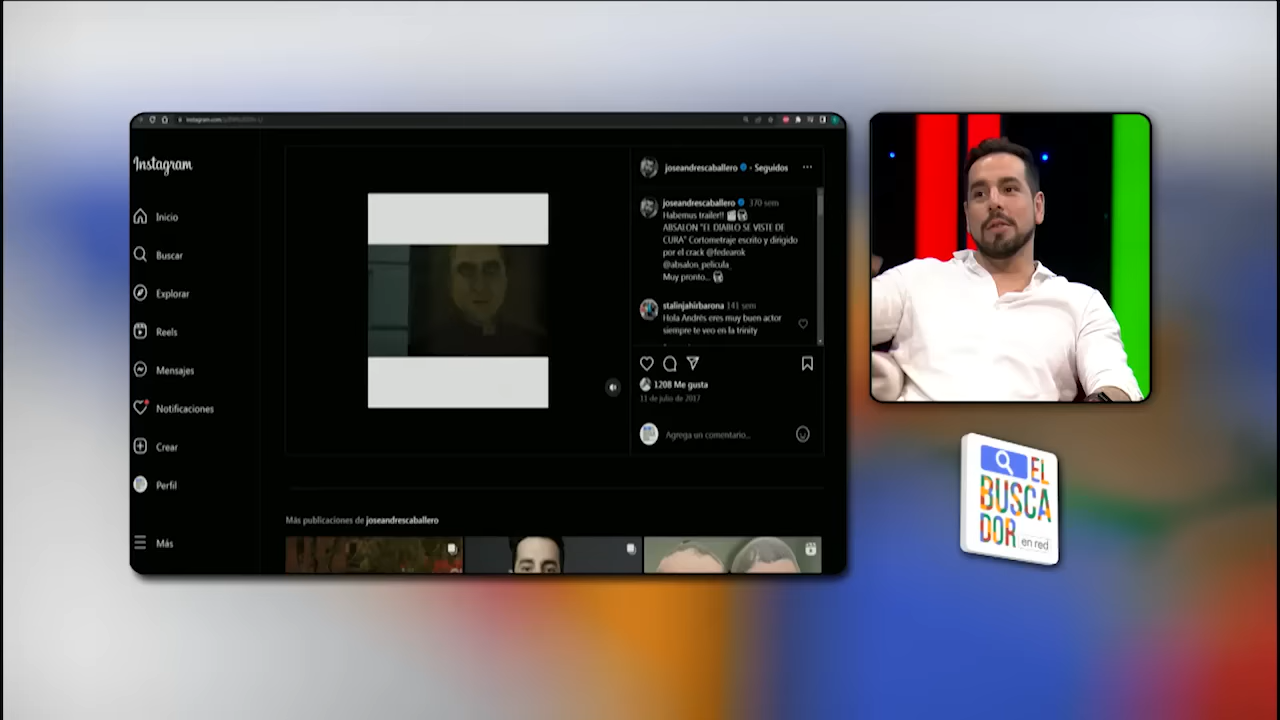 Instagram
Inicio
Buscar
Explorar
Reels
Mensajes
Notificaciones
Crear
Perfil
Más
joseandrescaballero • Seguidos
joseandrescaballero 370 sem
Habemus trailer!!
ABSALON "EL DIABLO SE VISTE DE
CURA" Cortometraje escrito y dirigido
por el crack @fedearok
@absalon_pelicula_
Muy pronto...
stalinjahirbarona 141 sem
Hola Andrés eres muy buen actor
siempre te veo en la trinity
1208 Me gusta
11 de julio de 2017
Agrega un comentario...
Más publicaciones de joseandrescaballero
EL
BUSCA
DOR
en red